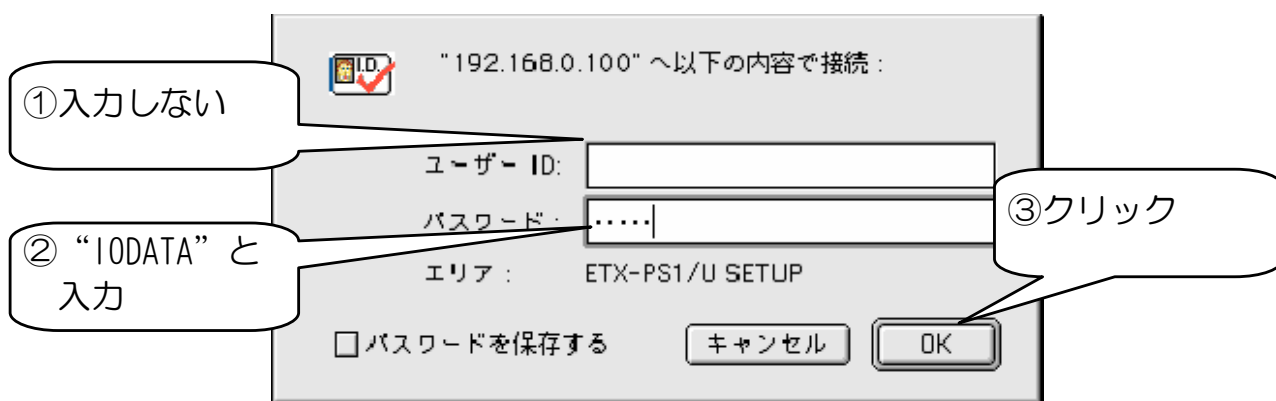 I.D.
"192.168.0.100" へ以下の内容で接続：
①入力しない
ユーザー ID:
パスワード： •••••
② “IODATA” と
入力
③クリック
エリア： ETX-PS1/U SETUP
パスワードを保存する
キャンセル
OK